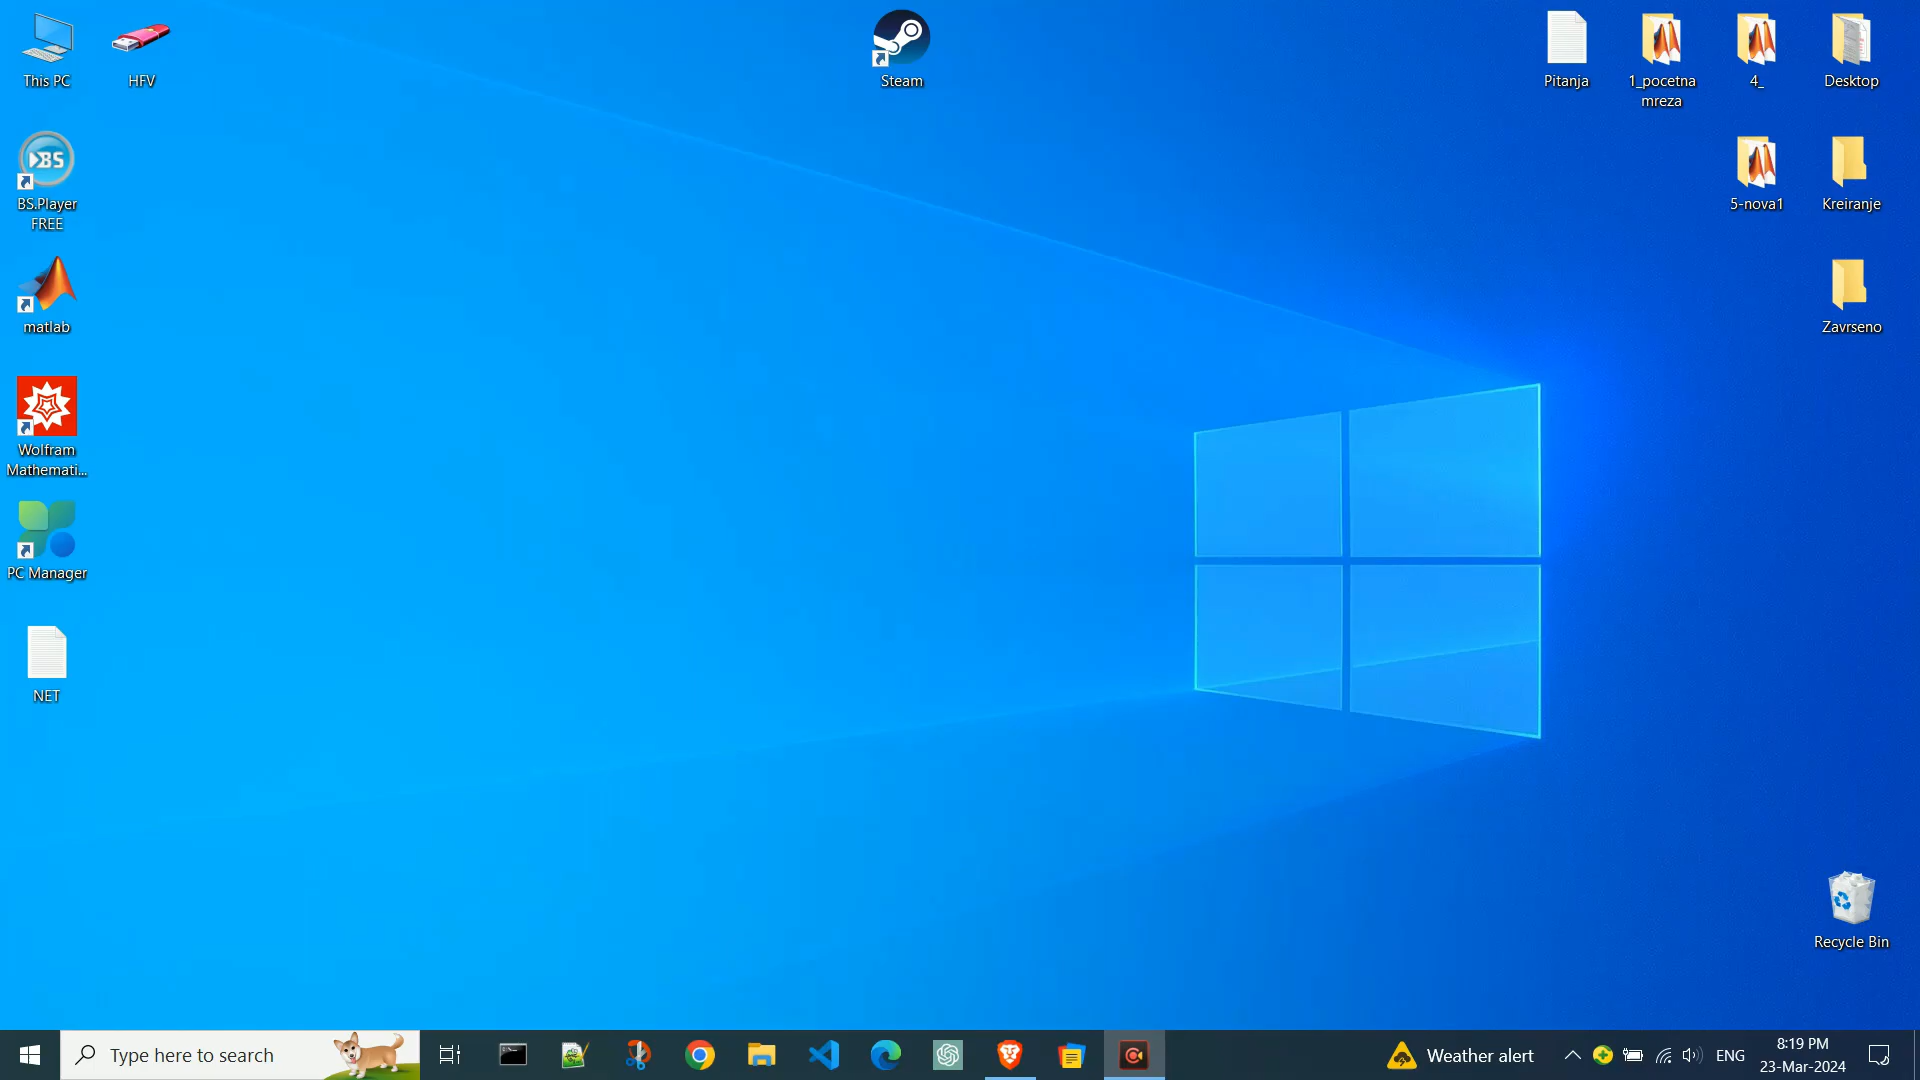 This PC
HFV
Steam
Pitanja
1_pocetna
mreza
4_
Desktop
BS
BS.Player
FREE
5-nova1
Kreiranje
matlab
Zavrseno
Wolfram
Mathemati...
PC Manager
NET
Recycle Bin
Type here to search
Weather alert
ENG
8:19 PM
23-Mar-2024